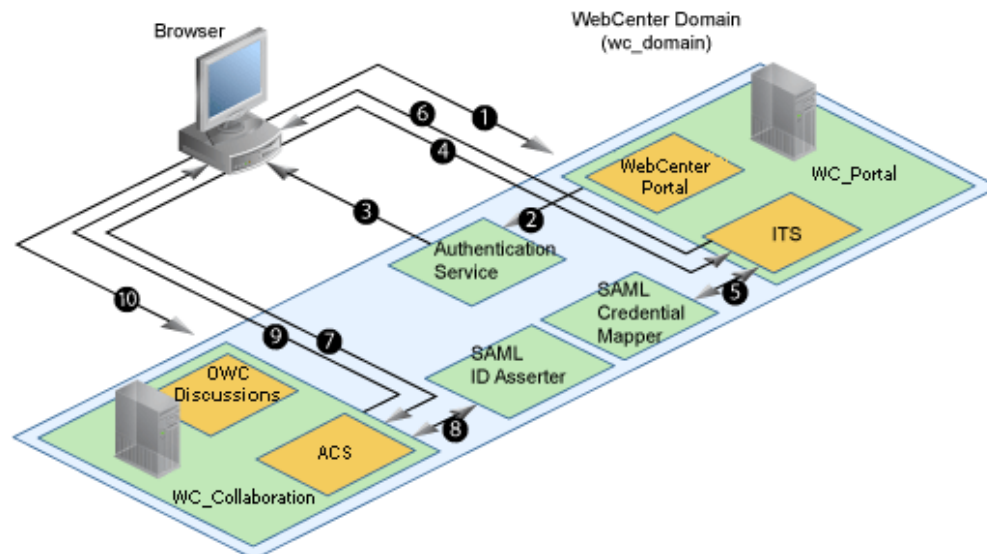 WebCenter Domain
(wc_domain)
Browser
6
1
4
WebCenter
Portal
WC_Portal
3
2
ITS
Authentication
Service
5
SAML
Credential
Mapper
10
9
7
SAML
ID Asserter
OWC
Discussions
8
ACS
WC_Collaboration